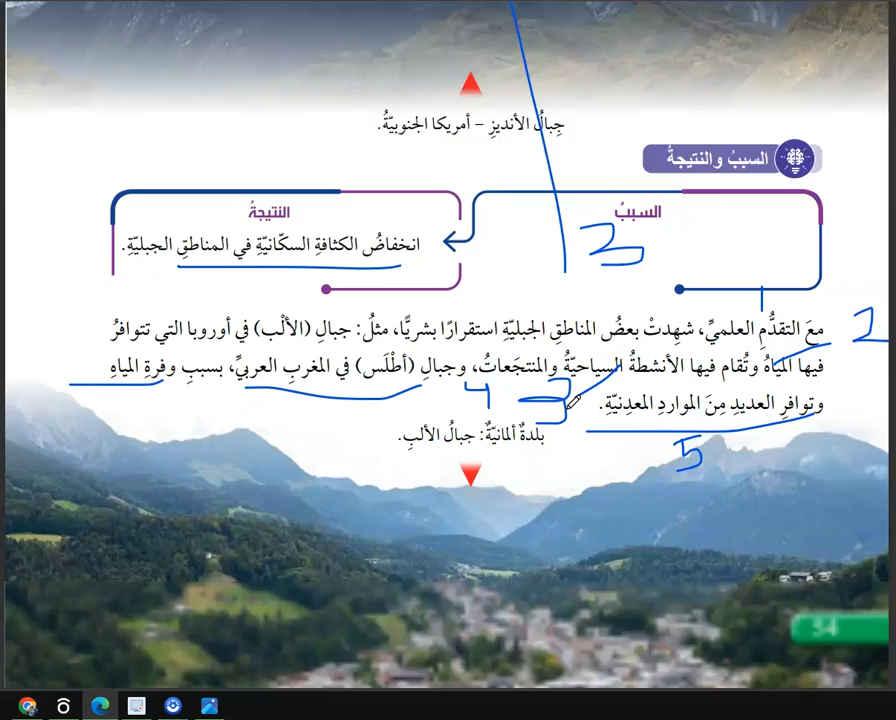 جِبالُ الأنديزِ – أمريكا الجنوبيّةُ.
السببُ والنتيجةُ
السببُ
3
النتيجةُ
انخفاضُ الكثافةِ السكّانيّةِ في المناطقِ الجبليّةِ.
معَ التقدُّمِ العلميِّ، شهِدتْ بعضُ المناطقِ الجبليّةِ استقرارًا بشريًّا، مثلُ: جبالِ (الألْب) في أوروبا التي تتوافرُ
2
فيها المياهُ وتُقام فيها الأنشطةُ السياحيّةُ والمنتجَعاتُ، وجبالِ (أطْلَس) في المغربِ العربيِّ، بسببِ وفرةِ المياهِ
4 3
وتوافرِ العديدِ مِنَ المواردِ المعدِنيّةِ.
بلدةٌ ألمانيّةٌ: جبالُ الألبِ.
5
54